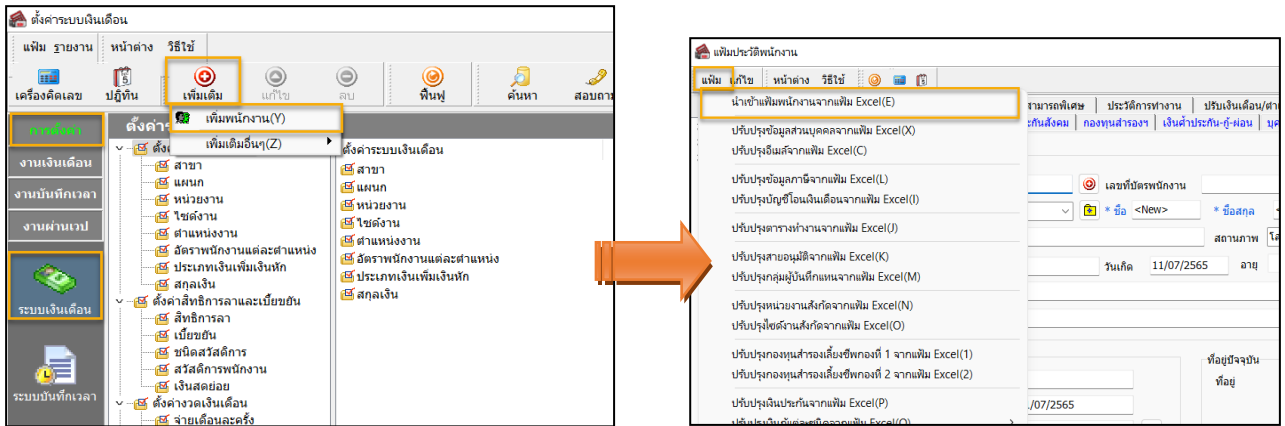 ตั้งค่าระบบเงินเดือน
แฟ้ม รายงาน หน้าต่าง วิธีใช้
เครื่องคิดเลข ปฏิทิน เพิ่มเติม แก้ไข ลบ ฟื้นฟู ค้นหา สอบถาม
การตั้งค่า
งานเงินเดือน
งานบันทึกเวลา
งานผ่านเวป
ระบบเงินเดือน
ระบบบันทึกเวลา
เพิ่มพนักงาน(Y)
เพิ่มเติมอื่นๆ(Z)
สาขา
แผนก
หน่วยงาน
ไซด์งาน
ตำแหน่งงาน
อัตราพนักงานแต่ละตำแหน่ง
ประเภทเงินเพิ่มเงินหัก
สกุลเงิน
ตั้งค่าสิทธิการลาและเบี้ยขยัน
สิทธิการลา
เบี้ยขยัน
ชนิดสวัสดิการ
สวัสดิการพนักงาน
เงินสดย่อย
ตั้งค่างวดเงินเดือน
จ่ายเดือนละครั้ง
ตั้งค่าระบบเงินเดือน
สาขา
แผนก
หน่วยงาน
ไซด์งาน
ตำแหน่งงาน
อัตราพนักงานแต่ละตำแหน่ง
ประเภทเงินเพิ่มเงินหัก
สกุลเงิน
แฟ้มประวัติพนักงาน
แฟ้ม แก้ไข หน้าต่าง วิธีใช้
นำเข้าแฟ้มพนักงานจากแฟ้ม Excel(E)
ปรับปรุงข้อมูลส่วนบุคคลจากแฟ้ม Excel(X)
ปรับปรุงอีเมล์จากแฟ้ม Excel(C)
ปรับปรุงข้อมูลภาษีจากแฟ้ม Excel(L)
ปรับปรุงบัญชีโอนเงินเดือนจากแฟ้ม Excel(I)
ปรับปรุงตารางทำงานจากแฟ้ม Excel(J)
ปรับปรุงสายอนุมัติจากแฟ้ม Excel(K)
ปรับปรุงกลุ่มผู้บันทึกแทนจากแฟ้ม Excel(M)
ปรับปรุงหน่วยงานสังกัดจากแฟ้ม Excel(N)
ปรับปรุงไซด์งานสังกัดจากแฟ้ม Excel(O)
ปรับปรุงกองทุนสำรองเลี้ยงชีพกองที่ 1 จากแฟ้ม Excel(1)
ปรับปรุงกองทุนสำรองเลี้ยงชีพกองที่ 2 จากแฟ้ม Excel(2)
ปรับปรุงเงินประกันจากแฟ้ม Excel(P)
ประวัติการทำงาน ปรับเงินเดือน
กองทุนสำรองฯ เงินค้ำประกัน-กู้-ผ่อน
เลขที่บัตรพนักงาน
* ชื่อ <New> * ชื่อสกุล
สถานภาพ
วันเกิด 11/07/2565 อายุ
ที่อยู่ปัจจุบัน
ที่อยู่
/07/2565